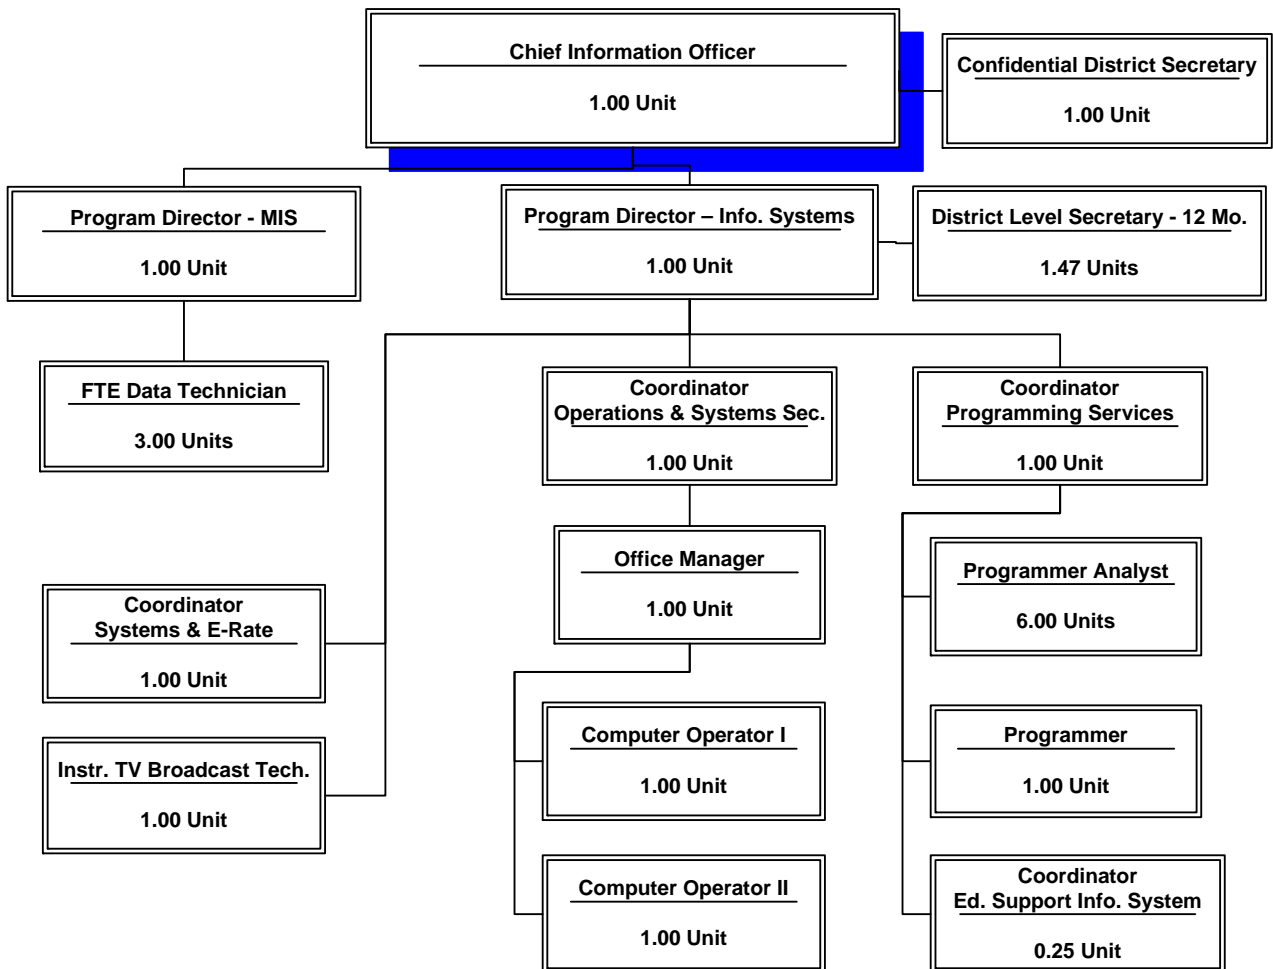 Chief Information Officer
1.00 Unit
Confidential District Secretary
1.00 Unit
Program Director - MIS
1.00 Unit
Program Director – Info. Systems
1.00 Unit
District Level Secretary - 12 Mo.
1.47 Units
FTE Data Technician
3.00 Units
Coordinator
Operations & Systems Sec.
1.00 Unit
Coordinator
Programming Services
1.00 Unit
Office Manager
1.00 Unit
Programmer Analyst
6.00 Units
Coordinator
Systems & E-Rate
1.00 Unit
Computer Operator I
1.00 Unit
Programmer
1.00 Unit
Instr. TV Broadcast Tech.
1.00 Unit
Computer Operator II
1.00 Unit
Coordinator
Ed. Support Info. System
0.25 Unit